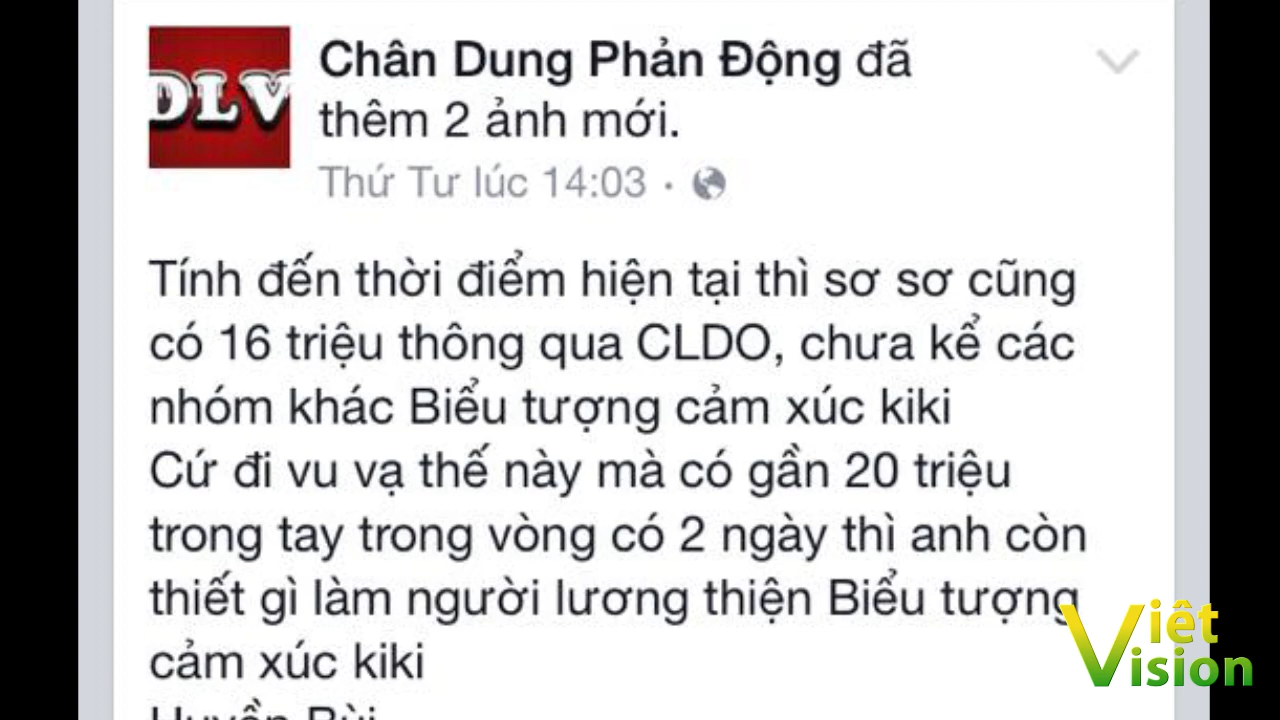 DLV
Chân Dung Phản Động đã
thêm 2 ảnh mới.
Thứ Tư lúc 14:03 ·
Tính đến thời điểm hiện tại thì sơ sơ cũng
có 16 triệu thông qua CLDO, chưa kể các
nhóm khác Biểu tượng cảm xúc kiki
Cứ đi vu vạ thế này mà có gần 20 triệu
trong tay trong vòng có 2 ngày thì anh còn
thiết gì làm người lương thiện Biểu tượng
cảm xúc kiki
Huyền Bùi
Việt
Vision